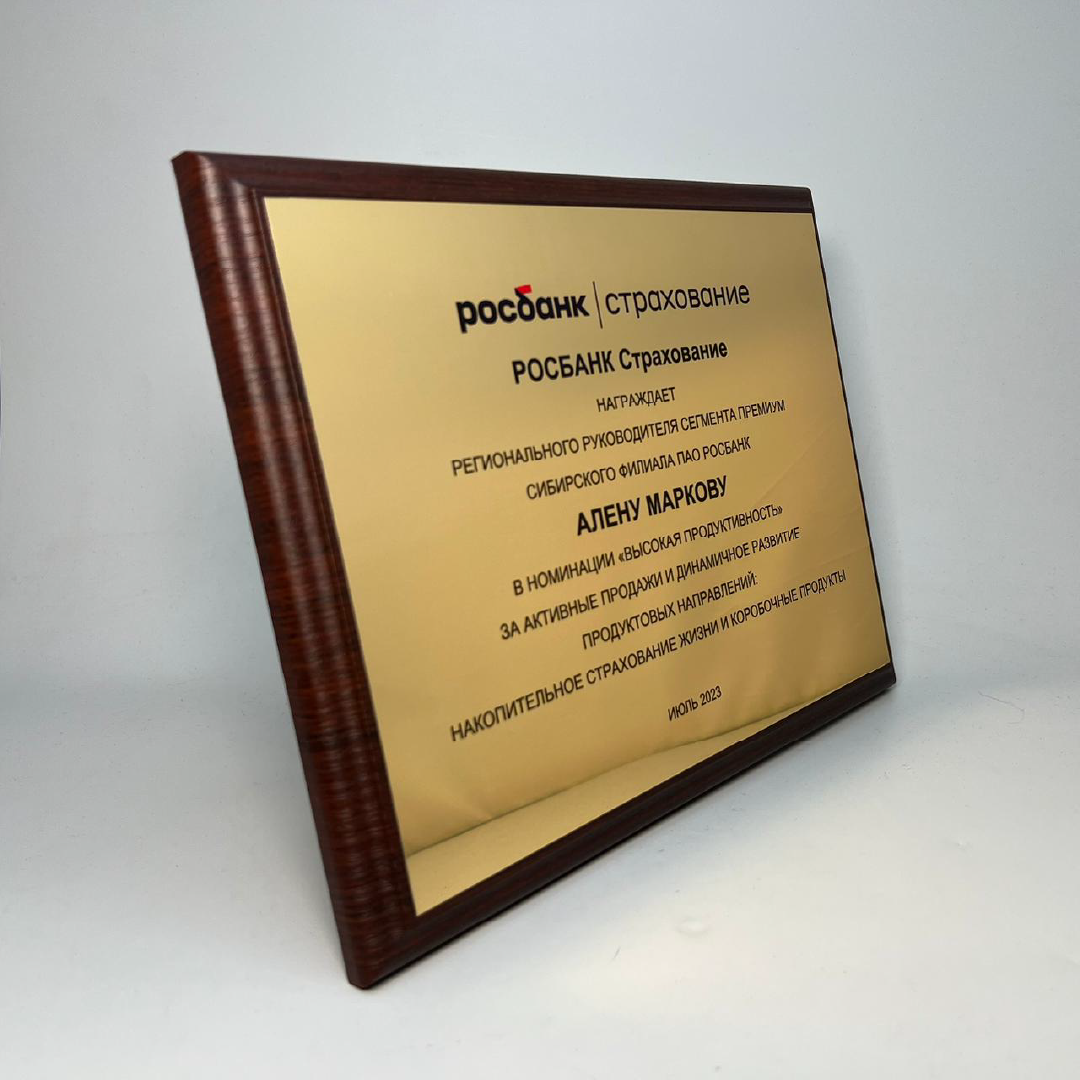 росбанк | страхование
РОСБАНК Страхование
НАГРАЖДАЕТ
РЕГИОНАЛЬНОГО РУКОВОДИТЕЛЯ СЕГМЕНТА ПРЕМИУМ
СИБИРСКОГО ФИЛИАЛА ПАО РОСБАНК
АЛЕНУ МАРКОВУ
В НОМИНАЦИИ «ВЫСОКАЯ ПРОДУКТИВНОСТЬ»
ЗА АКТИВНЫЕ ПРОДАЖИ И ДИНАМИЧНОЕ РАЗВИТИЕ
ПРОДУКТОВЫХ НАПРАВЛЕНИЙ:
НАКОПИТЕЛЬНОЕ СТРАХОВАНИЕ ЖИЗНИ И КОРОБОЧНЫЕ ПРОДУКТЫ
ИЮЛЬ 2023